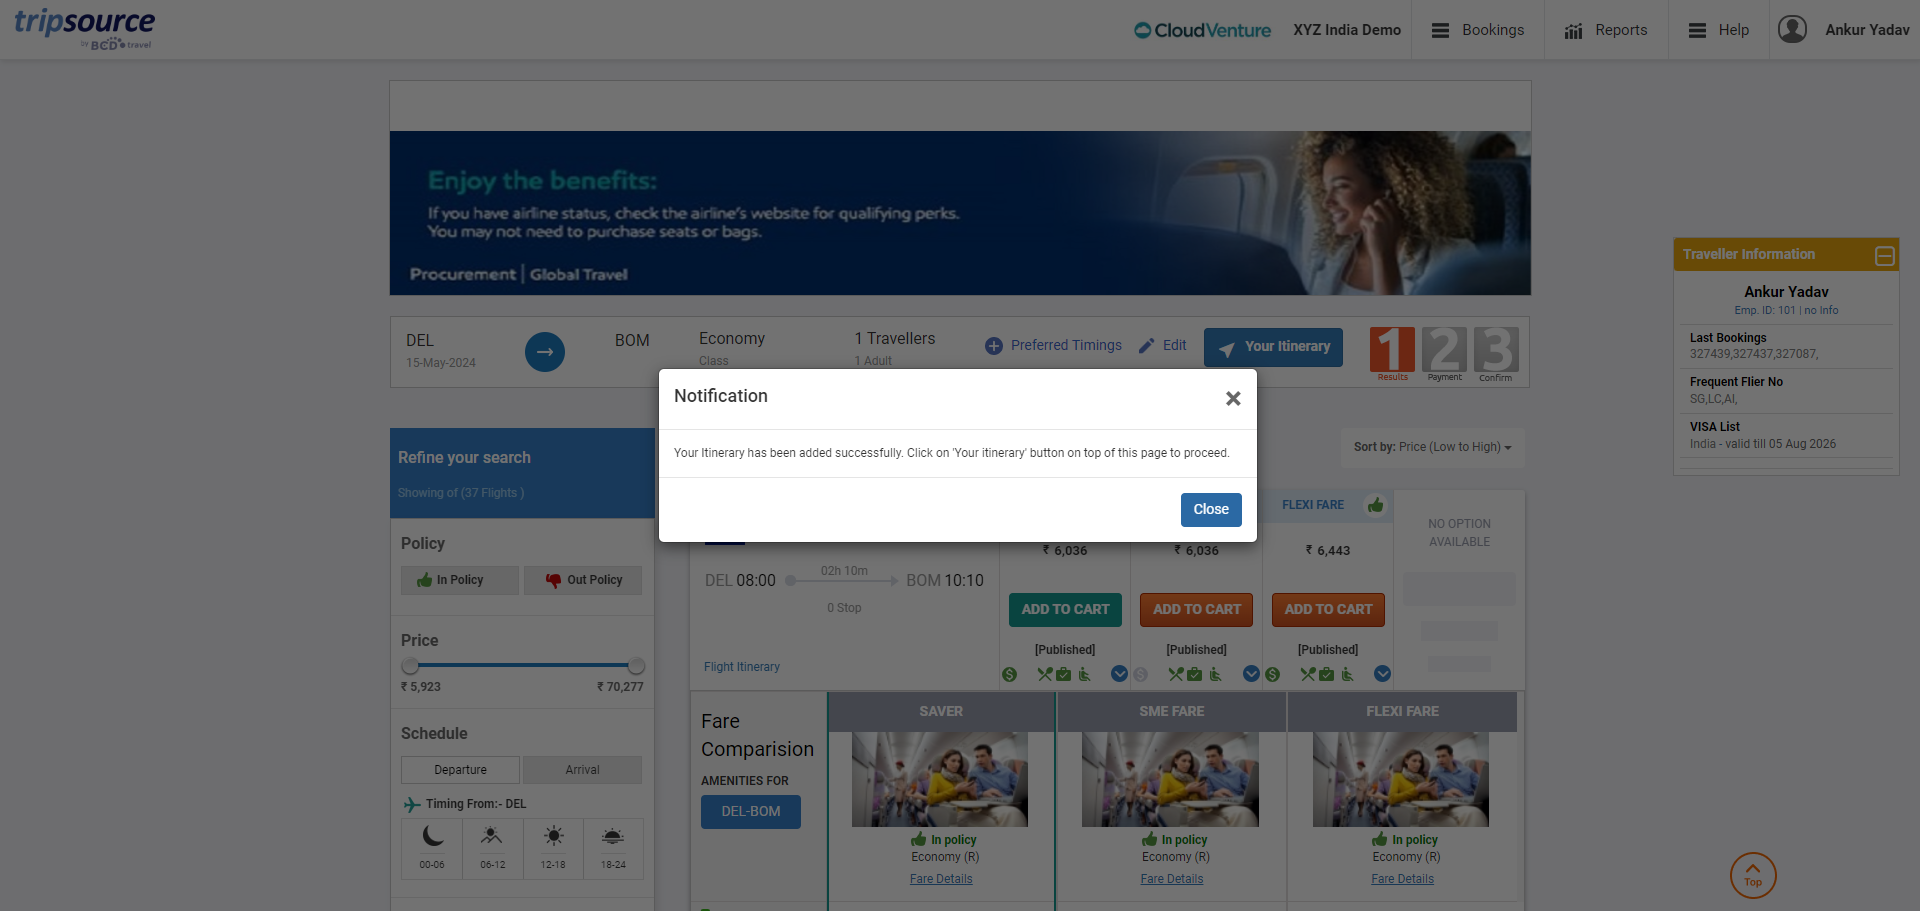 tripsource
by BCD travel
CloudVenture
XYZ India Demo
Bookings
Reports
Help
Ankur Yadav
Enjoy the benefits:
If you have airline status, check the airline's website for qualifying perks.
You may not need to purchase seats or bags.
Procurement | Global Travel
Traveller Information
Ankur Yadav
Emp. ID: 101 | no Info
Last Bookings
327439,327437,327087,
Frequent Flier No
SG,LC,AI,
VISA List
India - valid till 05 Aug 2026
DEL
15-May-2024
BOM
Economy
Class
1 Travellers
1 Adult
Preferred Timings
Edit
Your Itinerary
1 2 3
Results Payment Confirm
Notification
Your Itinerary has been added successfully. Click on 'Your itinerary' button on top of this page to proceed.
Close
Refine your search
Showing of (37 Flights )
Sort by: Price (Low to High)
Policy
In Policy
Out Policy
Price
₹ 5,923
₹ 70,277
Schedule
Departure
Arrival
Timing From:- DEL
00-06
06-12
12-18
18-24
FLEXI FARE
NO OPTION
AVAILABLE
₹ 6,036
₹ 6,036
₹ 6,443
DEL 08:00
02h 10m
BOM 10:10
0 Stop
ADD TO CART
ADD TO CART
ADD TO CART
[Published]
[Published]
[Published]
Flight Itinerary
Fare
Comparision
AMENITIES FOR
DEL-BOM
SAVER
SME FARE
FLEXI FARE
In policy
Economy (R)
Fare Details
In policy
Economy (R)
Fare Details
In policy
Economy (R)
Fare Details
Top